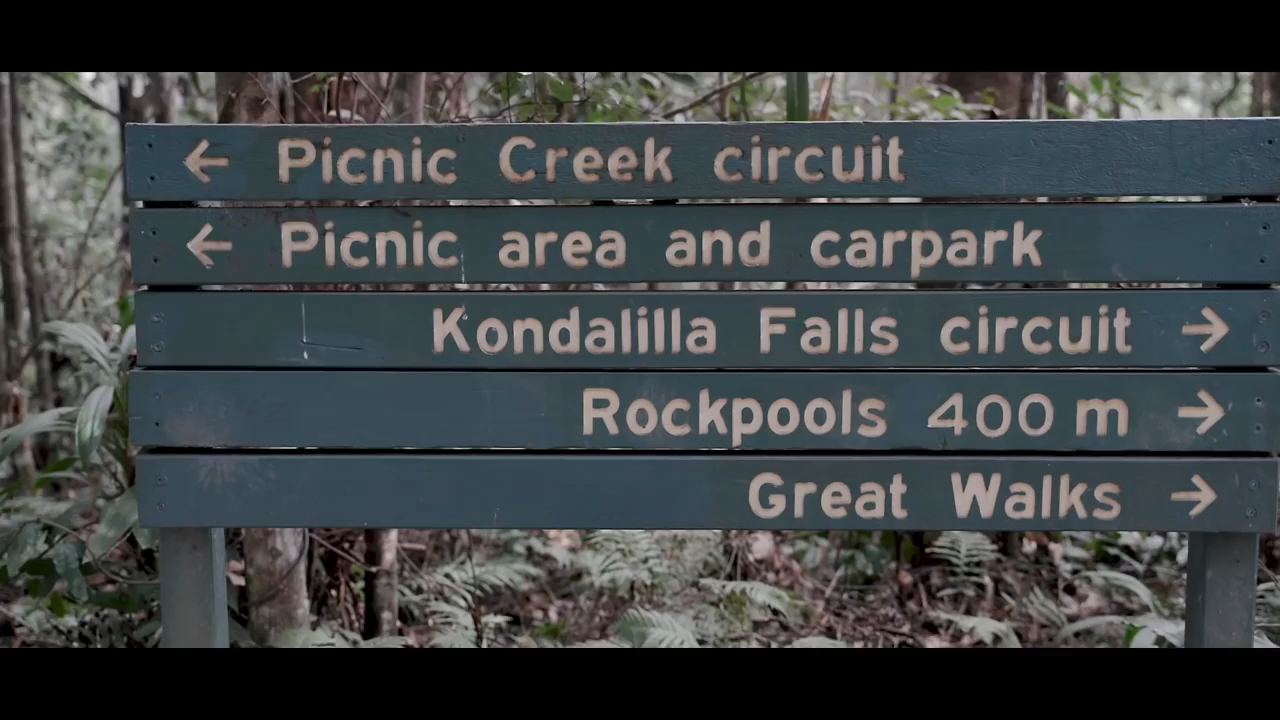 ← Picnic Creek circuit
← Picnic area and carpark
Kondalilla Falls circuit →
Rockpools 400 m →
Great Walks →